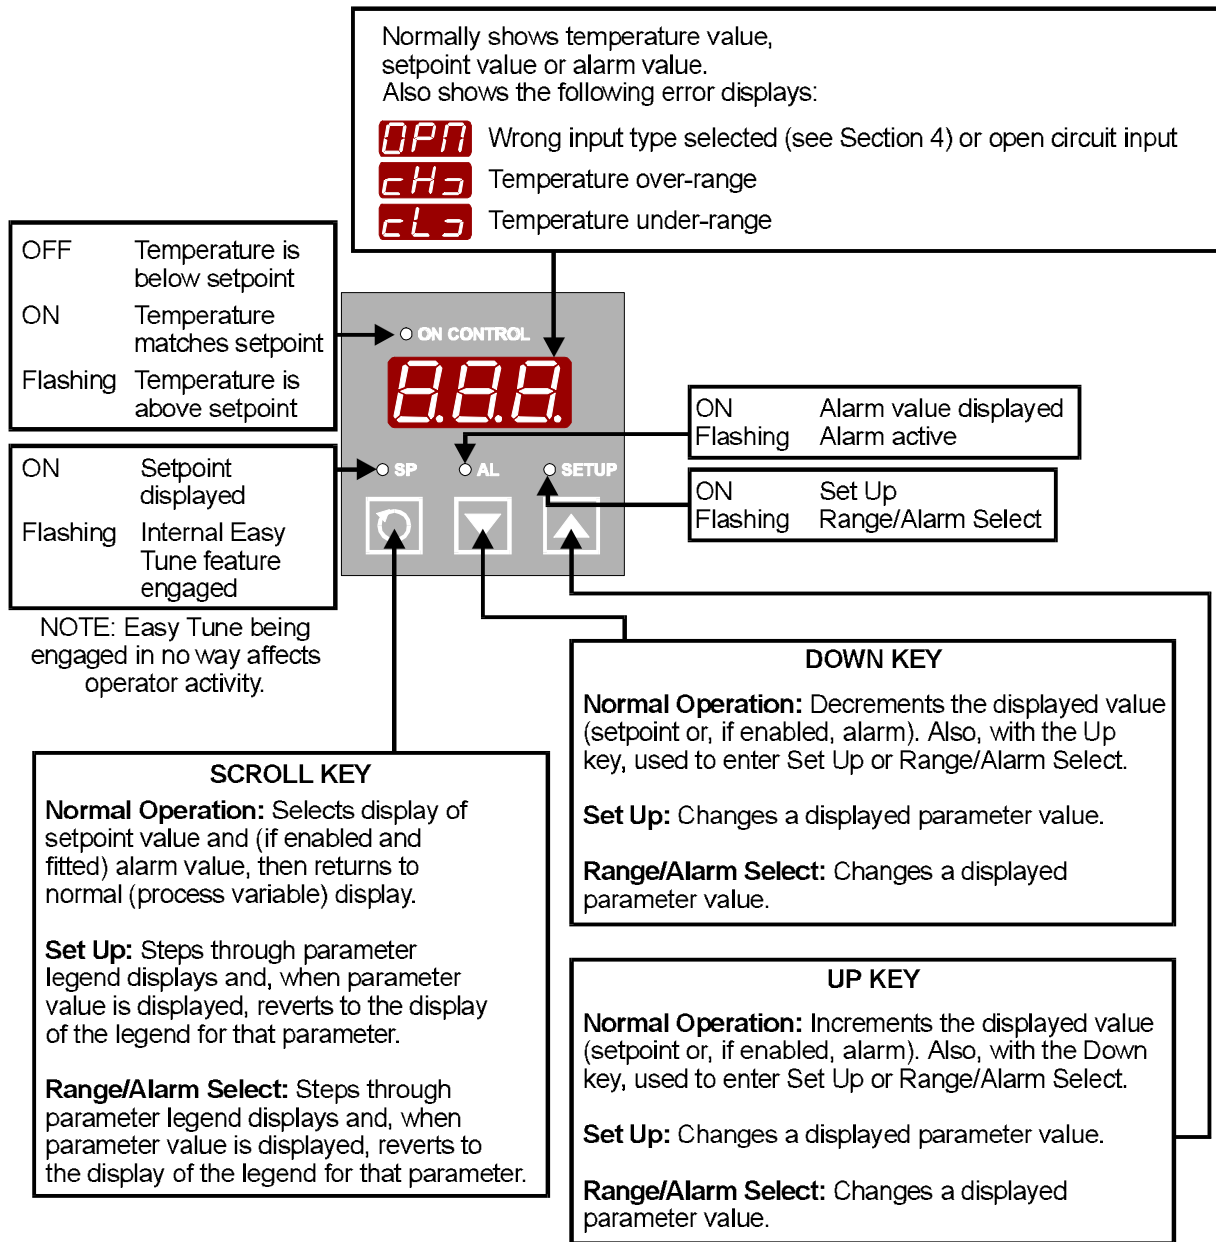 Normally shows temperature value,
setpoint value or alarm value.
Also shows the following error displays:
OPN Wrong input type selected (see Section 4) or open circuit input
cHɔ Temperature over-range
cLɔ Temperature under-range
OFF Temperature is
below setpoint
ON Temperature
matches setpoint
Flashing Temperature is
above setpoint
ON CONTROL
8.8.8.
ON Alarm value displayed
Flashing Alarm active
ON Setpoint
displayed
Flashing Internal Easy
Tune feature
engaged
SP AL SETUP
ON Set Up
Flashing Range/Alarm Select
NOTE: Easy Tune being
engaged in no way affects
operator activity.
DOWN KEY
Normal Operation: Decrements the displayed value
(setpoint or, if enabled, alarm). Also, with the Up
key, used to enter Set Up or Range/Alarm Select.
Set Up: Changes a displayed parameter value.
Range/Alarm Select: Changes a displayed
parameter value.
SCROLL KEY
Normal Operation: Selects display of
setpoint value and (if enabled and
fitted) alarm value, then returns to
normal (process variable) display.
Set Up: Steps through parameter
legend displays and, when parameter
value is displayed, reverts to the display
of the legend for that parameter.
Range/Alarm Select: Steps through
parameter legend displays and, when
parameter value is displayed, reverts to
the display of the legend for that parameter.
UP KEY
Normal Operation: Increments the displayed value
(setpoint or, if enabled, alarm). Also, with the Down
key, used to enter Set Up or Range/Alarm Select.
Set Up: Changes a displayed parameter value.
Range/Alarm Select: Changes a displayed
parameter value.